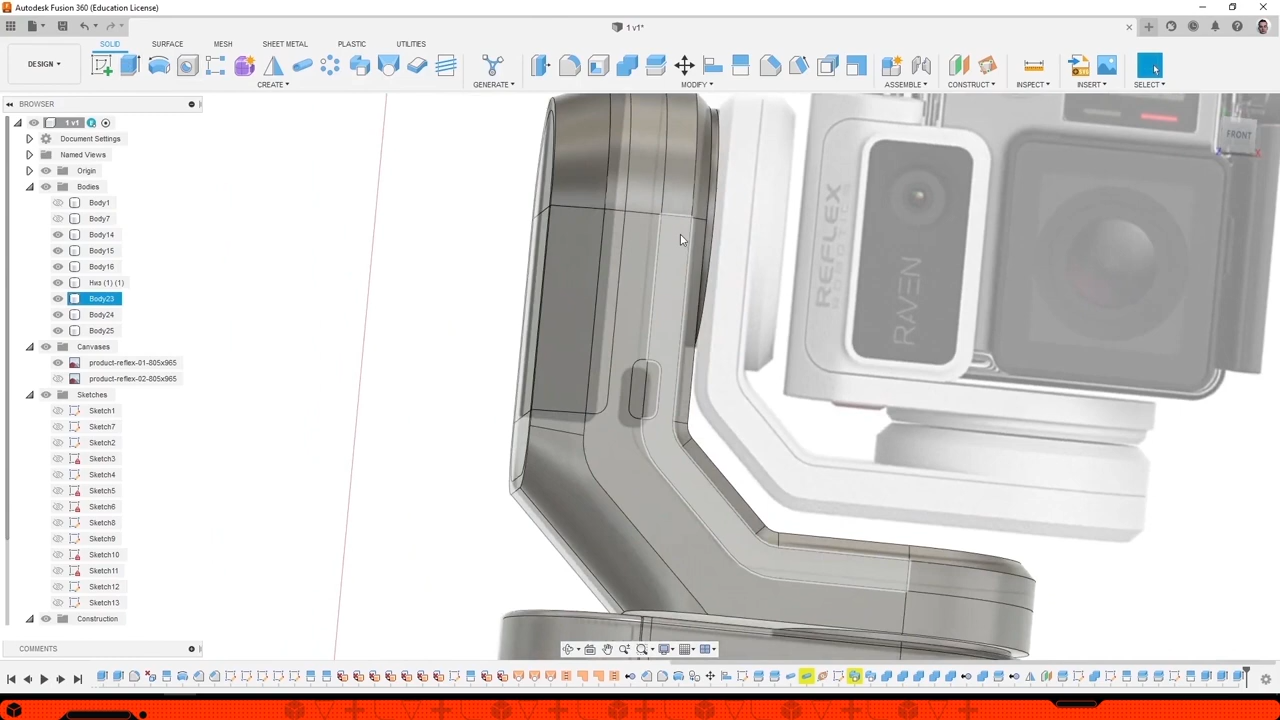 Autodesk Fusion 360 (Education License)
1 v1*
SOLID SURFACE MESH SHEET METAL PLASTIC UTILITIES
DESIGN
CREATE GENERATE MODIFY ASSEMBLE CONSTRUCT INSPECT INSERT SELECT
BROWSER
1 v1
Document Settings
Named Views
Origin
Bodies
Body1
Body7
Body14
Body15
Body16
Низ (1) (1)
Body23
Body24
Body25
Canvases
product-reflex-01-805x965
product-reflex-02-805x965
Sketches
Sketch1
Sketch7
Sketch2
Sketch3
Sketch4
Sketch5
Sketch6
Sketch8
Sketch9
Sketch10
Sketch11
Sketch12
Sketch13
Construction
COMMENTS
FRONT
X
REFLEX
RAVEN